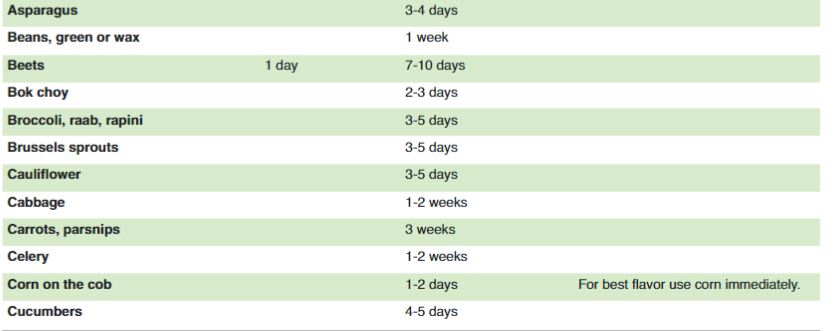 Asparagus 3-4 days
Beans, green or wax 1 week
Beets 1 day 7-10 days
Bok choy 2-3 days
Broccoli, raab, rapini 3-5 days
Brussels sprouts 3-5 days
Cauliflower 3-5 days
Cabbage 1-2 weeks
Carrots, parsnips 3 weeks
Celery 1-2 weeks
Corn on the cob 1-2 days For best flavor use corn immediately.
Cucumbers 4-5 days